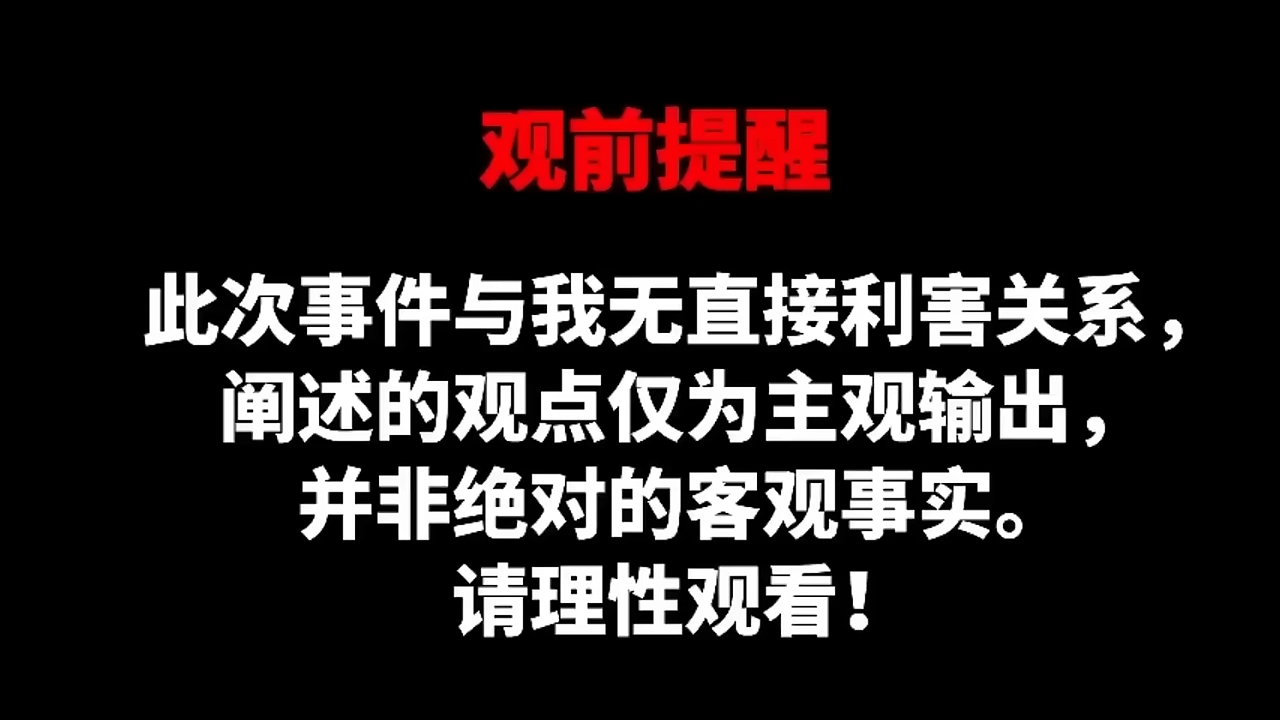 观前提醒
此次事件与我无直接利害关系，
阐述的观点仅为主观输出，
并非绝对的客观事实。
请理性观看！